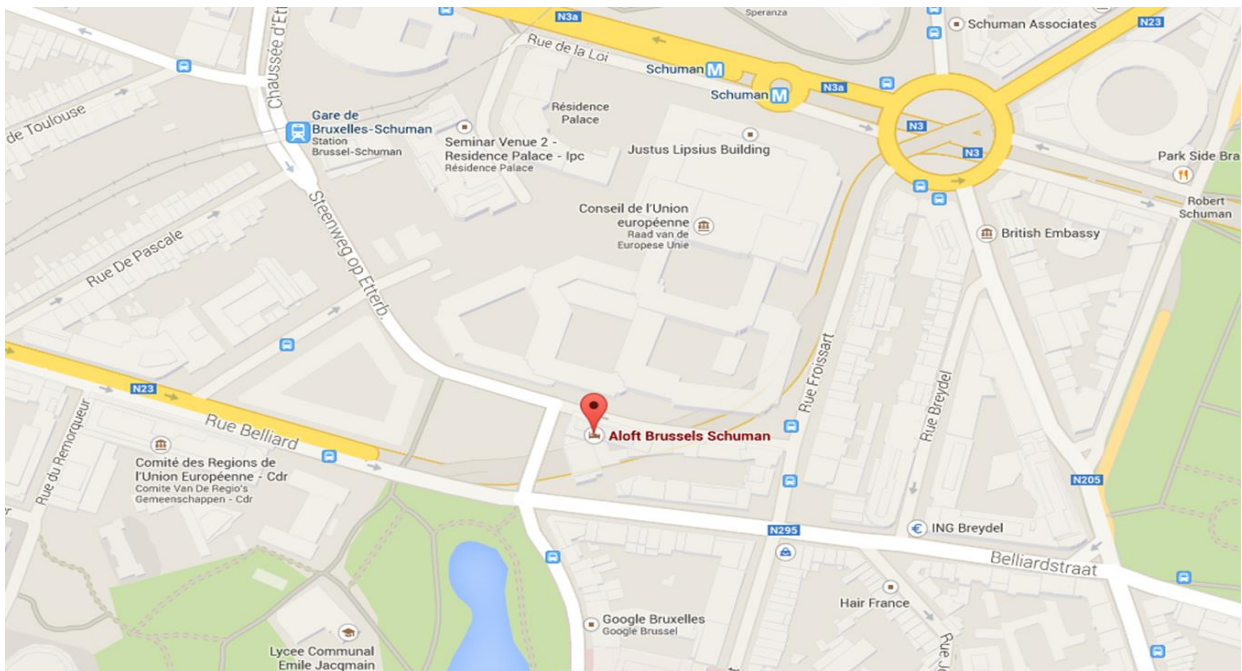 N3a
Speranza
Schuman Associates
N23
Rue de la Loi
Chaussée d'Et
Schuman
Schuman
N3a
Gare de
Bruxelles-Schuman
Station
Brussel-Schuman
de Toulouse
Résidence
Palace
Seminar Venue 2 -
Residence Palace - Ipc
Résidence Palace
Justus Lipsius Building
N3
N3
Park Side Bra
Robert
Schuman
Conseil de l'Union
européenne
Raad van de
Europese Unie
British Embassy
Rue De Pascale
Steenweg op Etterb.
Rue Froissart
Rue Breydel
N23
Rue Belliard
Rue du Remorqueur
Aloft Brussels Schuman
Comité des Regions de
l'Union Européenne - Cdr
Comite Van De Regio's
Gemeenschappen - Cdr
N205
N295
ING Breydel
Belliardstraat
Hair France
Google Bruxelles
Google Brussel
Lycee Communal
Emile Jacqmain